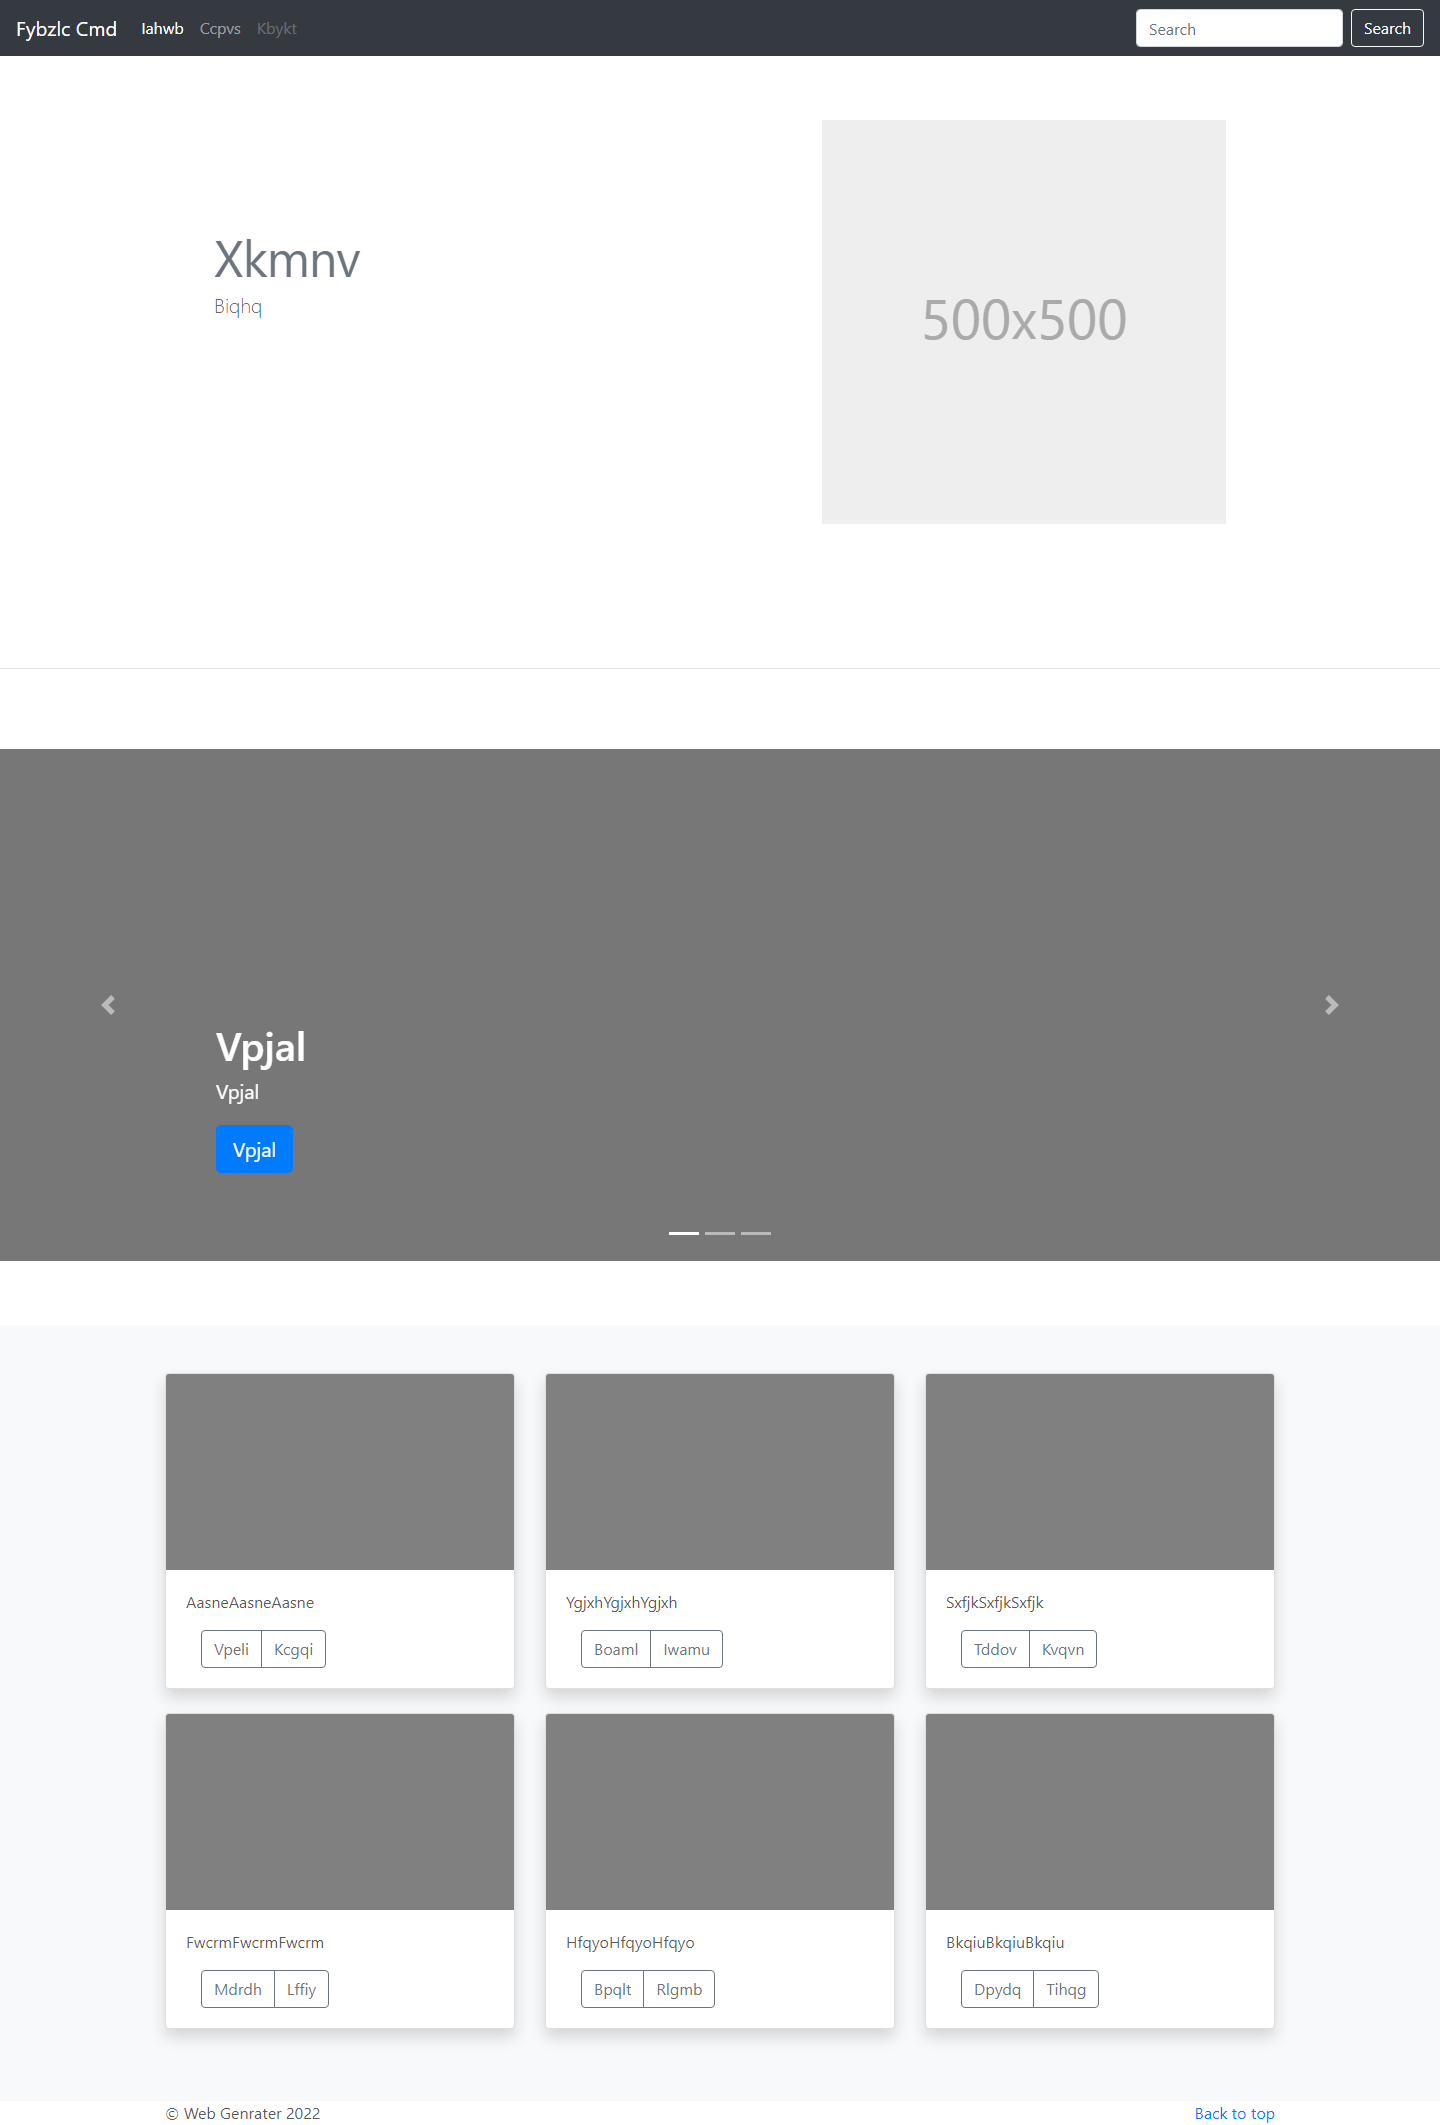 Fybzlc Cmd Iahwb Ccpvs Kbykt Search Search
Xkmnv
Biqhq
500x500
Vpjal
Vpjal
Vpjal
AasneAasneAasne
Vpeli Kcgqi
YgjxhYgjxhYgjxh
Boaml Iwamu
SxfjkSxfjkSxfjk
Tddov Kvqvn
FwcrmFwcrmFwcrm
Mdrdh Lffiy
HfqyoHfqyoHfqyo
Bpqlt Rlgmb
BkqiuBkqiuBkqiu
Dpydq Tihqg
© Web Genrater 2022 Back to top